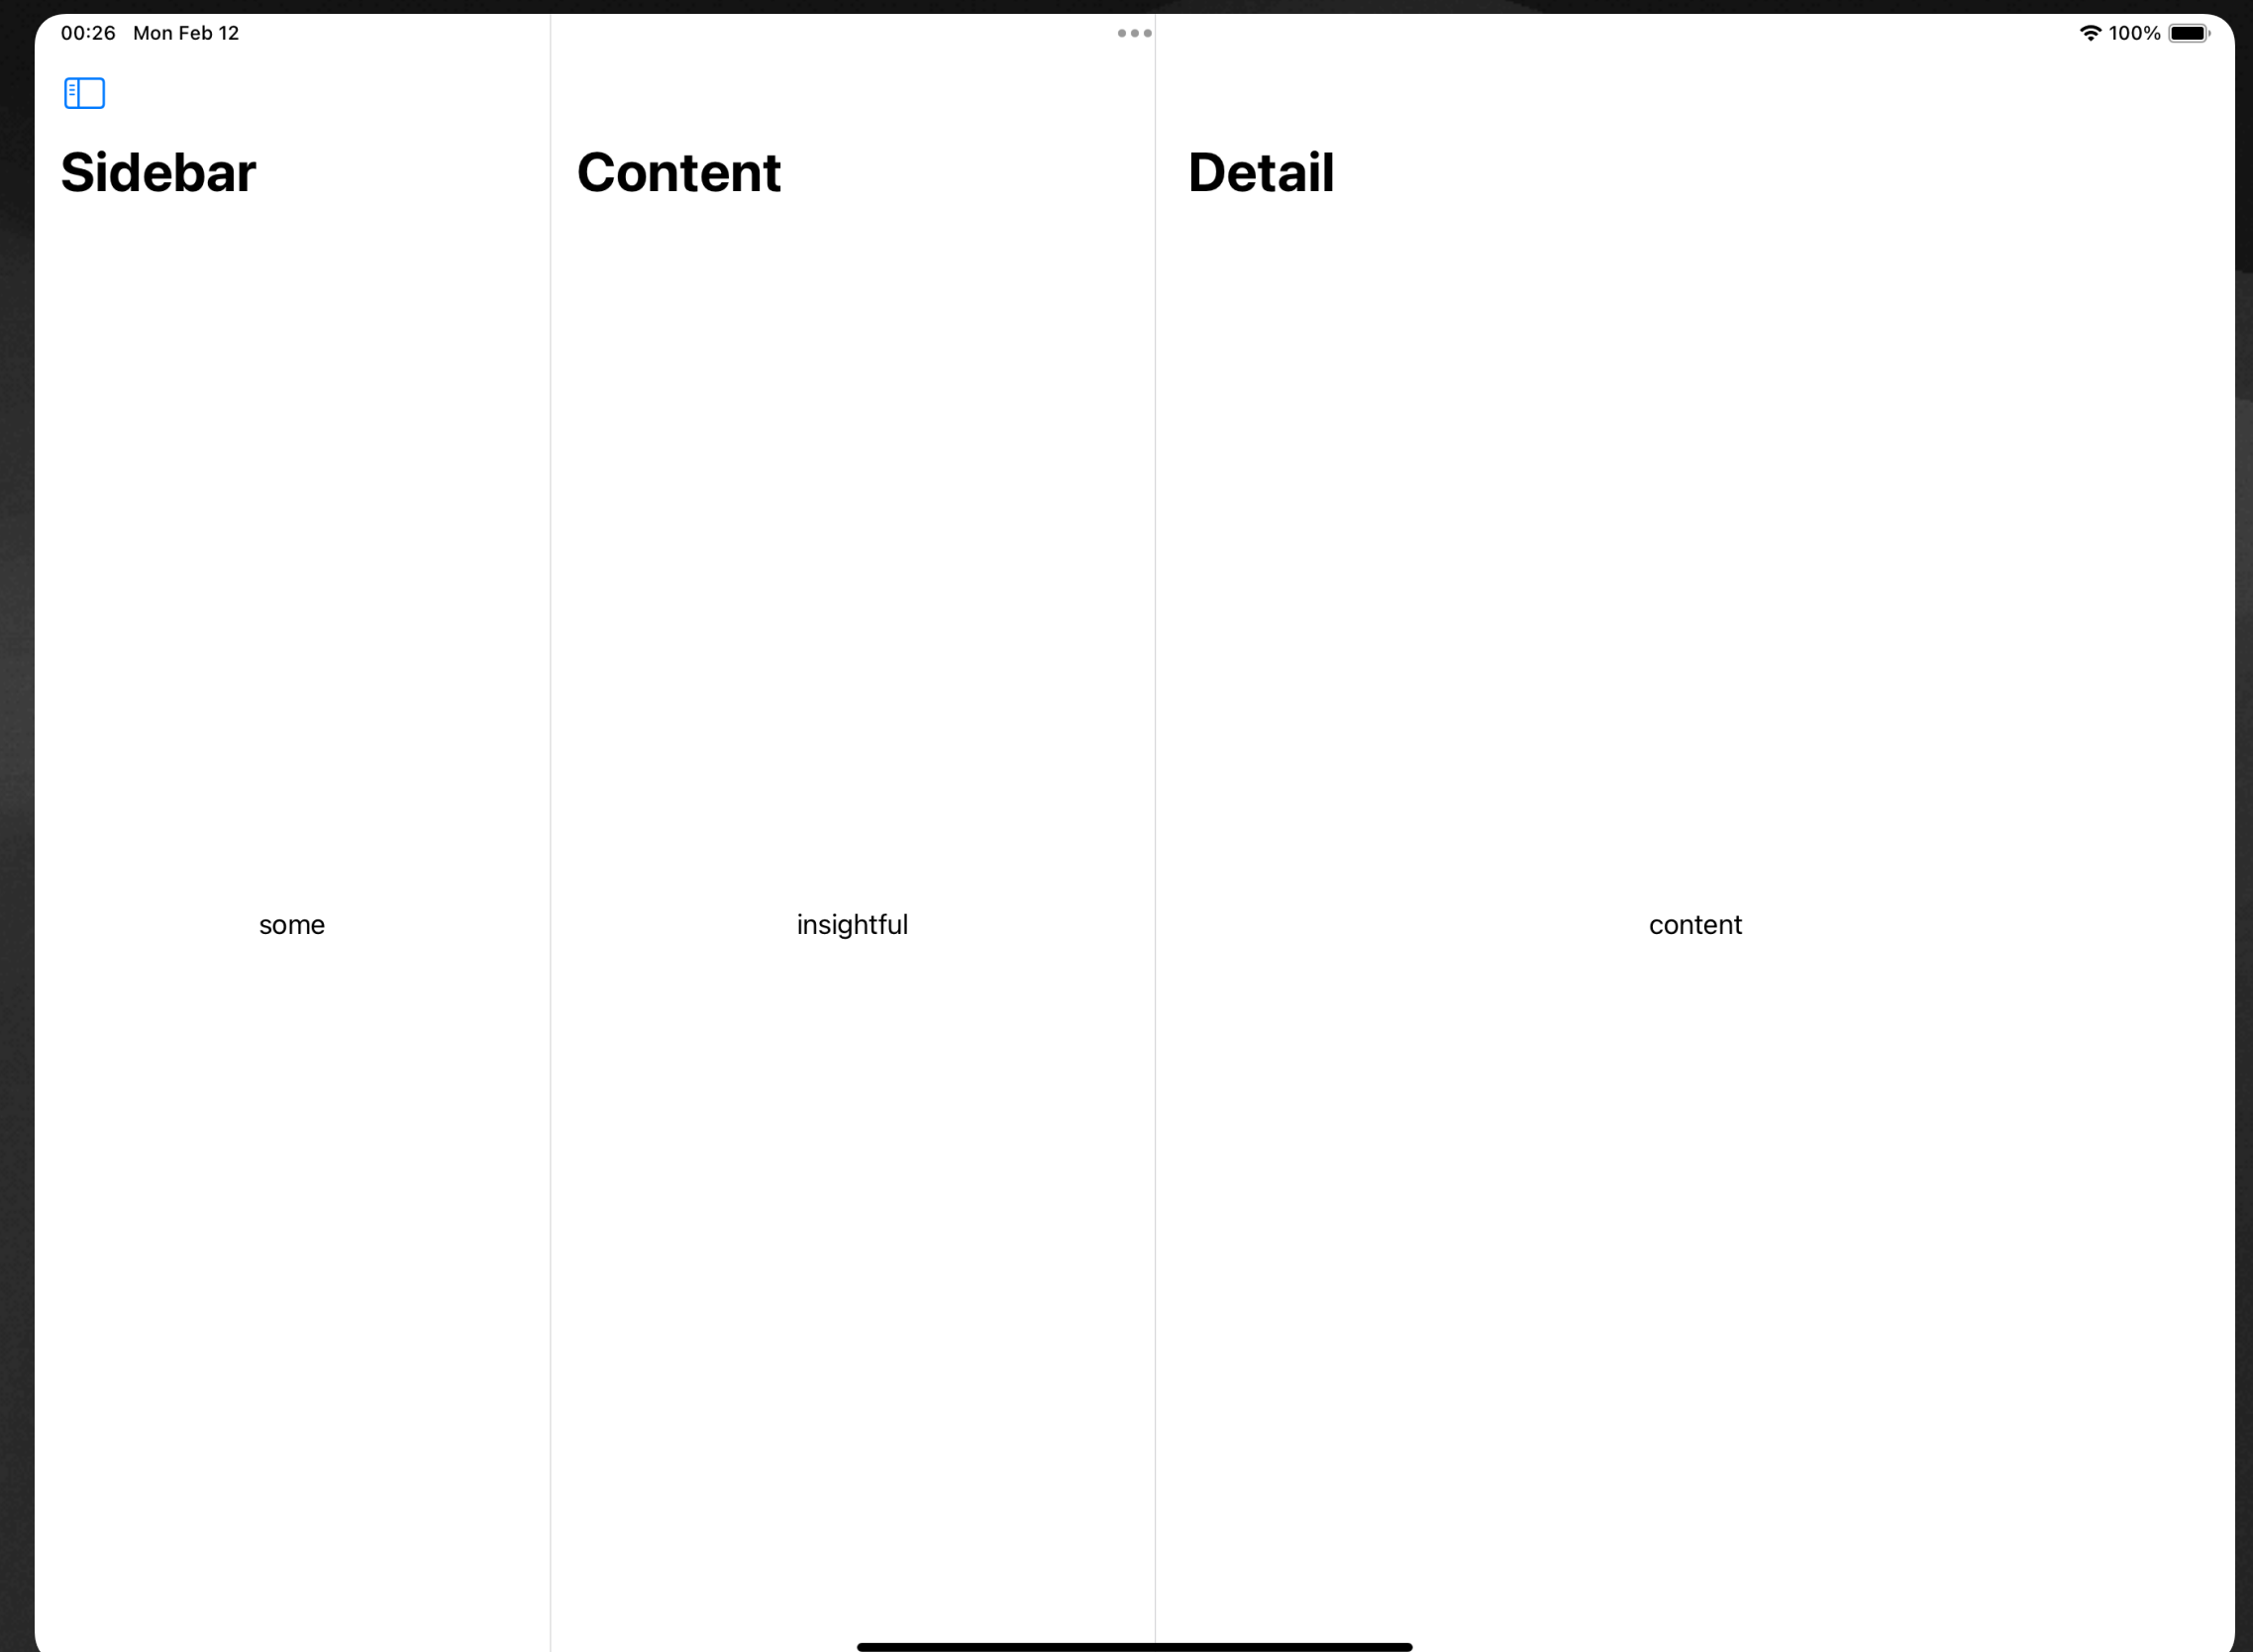 00:26 Mon Feb 12
100%
Sidebar
Content
Detail
some
insightful
content